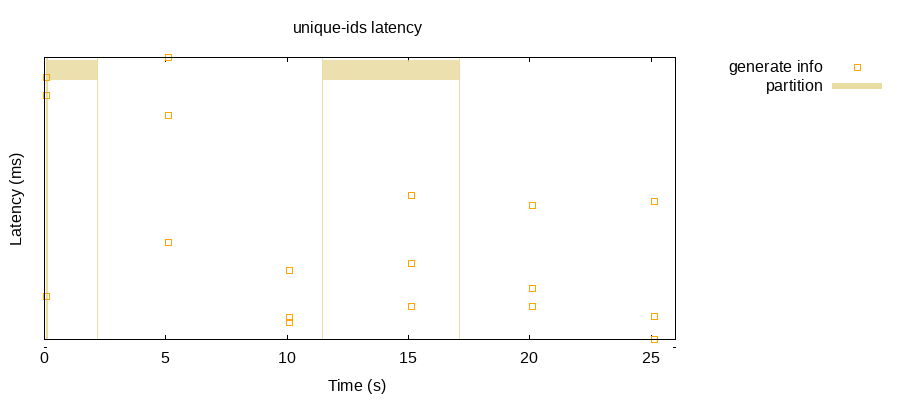 unique-ids latency
generate info
partition
Latency (ms)
0 5 10 15 20 25
Time (s)